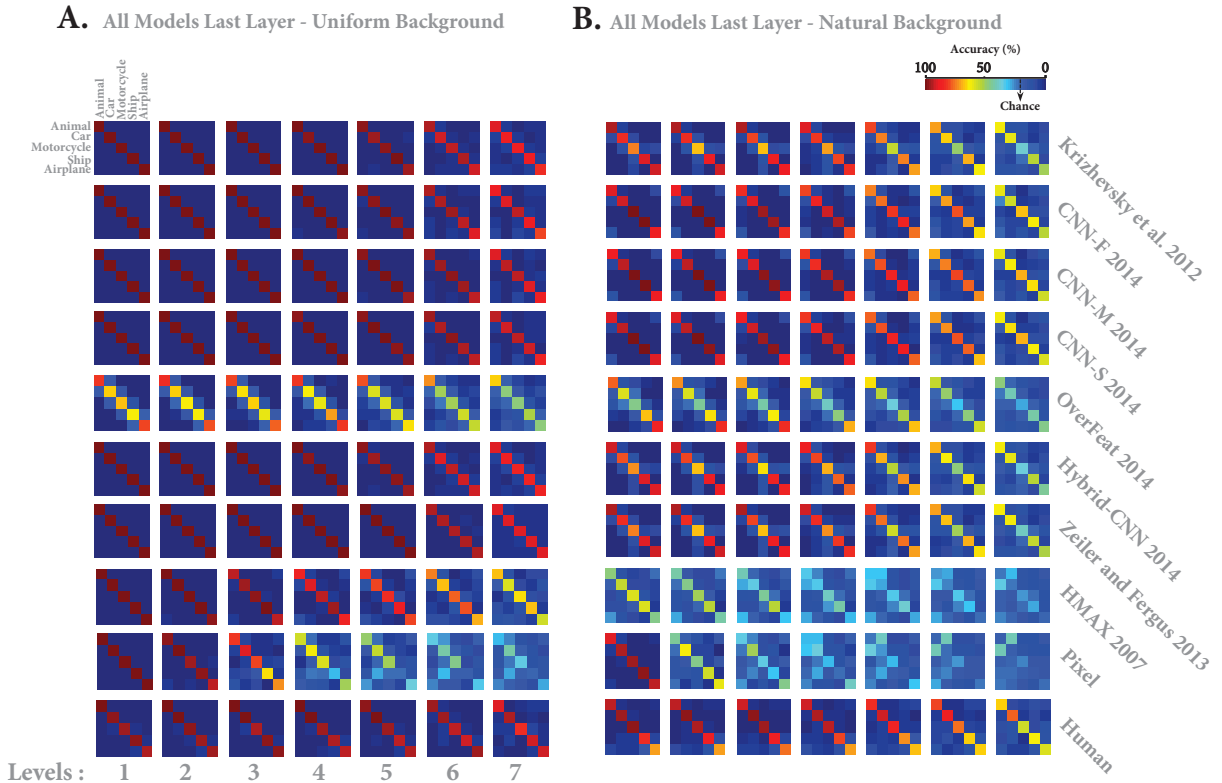 A. All Models Last Layer - Uniform Background
B. All Models Last Layer - Natural Background
Accuracy (%)
100 50 0
Chance
Animal
Car
Motorcycle
Ship
Airplane
Animal
Car
Motorcycle
Ship
Airplane
Krizhevsky et al. 2012
CNN-F 2014
CNN-M 2014
CNN-S 2014
OverFeat 2014
Hybrid-CNN 2014
Zeiler and Fergus 2013
HMAX 2007
Pixel
Human
Levels : 1 2 3 4 5 6 7